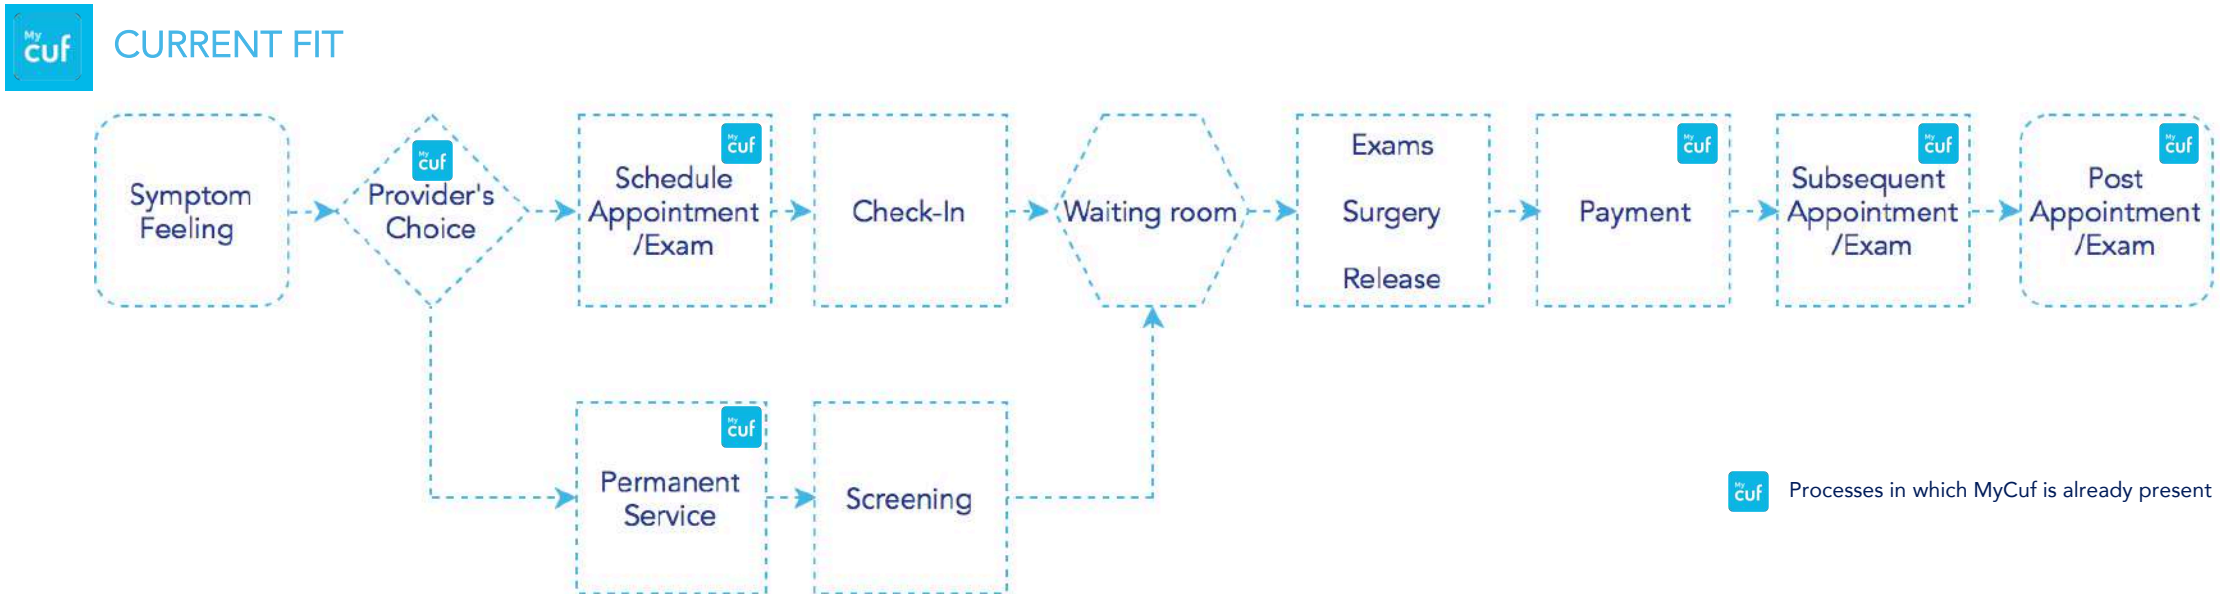 My
cuf
CURRENT FIT
Symptom
Feeling
My
cuf
Provider's
Choice
My
cuf
Schedule
Appointment
/Exam
Check-In
Waiting room
Exams
Surgery
Release
My
cuf
Payment
My
cuf
Subsequent
Appointment
/Exam
My
cuf
Post
Appointment
/Exam
My
cuf
Permanent
Service
Screening
My
cuf
Processes in which MyCuf is already present